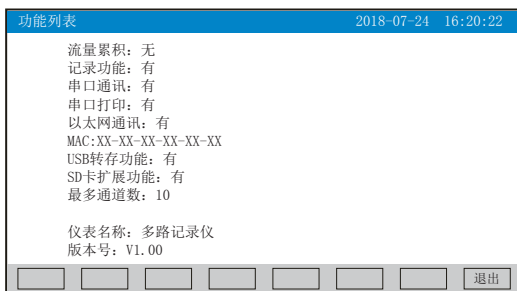 功能列表 2018-07-24 16:20:22
流量累积：无
记录功能：有
串口通讯：有
串口打印：有
以太网通讯：有
MAC:XX-XX-XX-XX-XX-XX
USB转存功能：有
SD卡扩展功能：有
最多通道数：10
仪表名称：多路记录仪
版本号：V1.00
退出